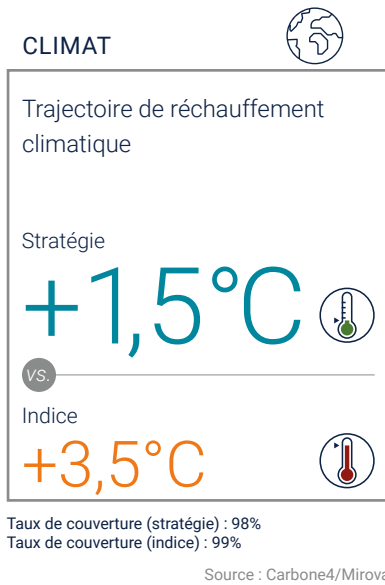 CLIMAT
Trajectoire de réchauffement
climatique
Stratégie
+1,5°C
vs.
Indice
+3,5°C
Taux de couverture (stratégie) : 98%
Taux de couverture (indice) : 99%
Source : Carbone4/Mirova